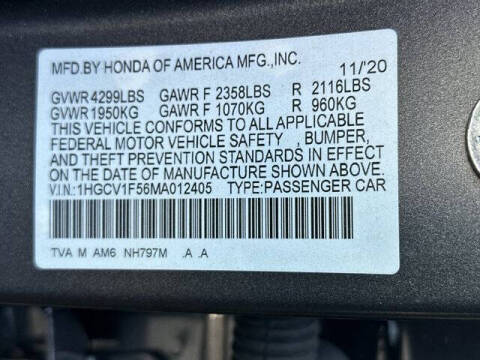 MFD.BY HONDA OF AMERICA MFG.,INC. 11/'20
GVWR 4299LBS GAWR F 2358LBS R 2116LBS
GVWR 1950KG GAWR F 1070KG R 960KG
THIS VEHICLE CONFORMS TO ALL APPLICABLE
FEDERAL MOTOR VEHICLE SAFETY , BUMPER,
AND THEFT PREVENTION STANDARDS IN EFFECT
ON THE DATE OF MANUFACTURE SHOWN ABOVE.
V.I.N.:1HGCV1F56MA012405 TYPE:PASSENGER CAR
TVA M AM6 NH797M .A .A